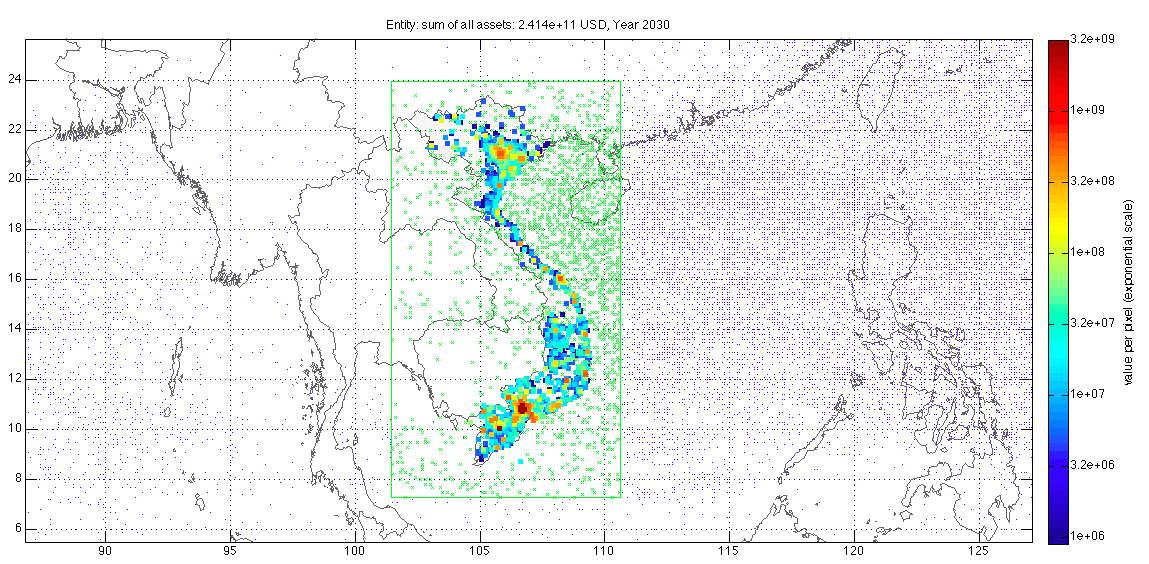 Entity: sum of all assets: 2.414e+11 USD, Year 2030
24
22
20
18
16
14
12
10
8
6
90
95
100
105
110
115
120
125
3.2e+09
1e+09
3.2e+08
1e+08
3.2e+07
1e+07
3.2e+06
1e+06
value per pixel (exponential scale)